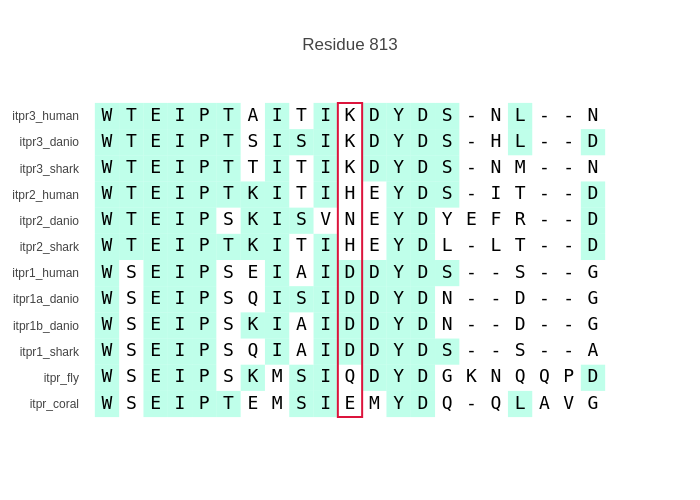 Residue 813
itpr3_human W T E I P T A I T I K D Y D S - N L - - N
itpr3_danio W T E I P T S I S I K D Y D S - H L - - D
itpr3_shark W T E I P T T I T I K D Y D S - N M - - N
itpr2_human W T E I P T K I T I H E Y D S - I T - - D
itpr2_danio W T E I P S K I S V N E Y D Y E F R - - D
itpr2_shark W T E I P T K I T I H E Y D L - L T - - D
itpr1_human W S E I P S E I A I D D Y D S - - S - - G
itpr1a_danio W S E I P S Q I S I D D Y D N - - D - - G
itpr1b_danio W S E I P S K I A I D D Y D N - - D - - G
itpr1_shark W S E I P S Q I A I D D Y D S - - S - - A
itpr_fly W S E I P S K M S I Q D Y D G K N Q Q P D
itpr_coral W S E I P T E M S I E M Y D Q - Q L A V G